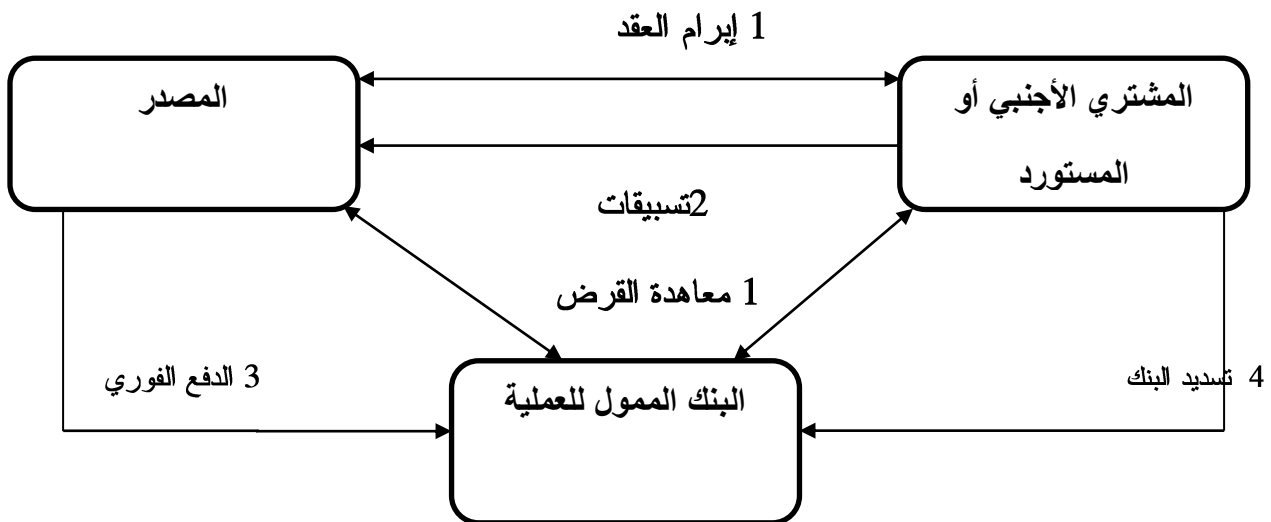 1 إبرام العقد
المصدر
المشتري الأجنبي أو
المستورد
2تسبيقات
1 معاهدة القرض
3 الدفع الفوري
4 تسديد البنك
البنك الممول للعملية